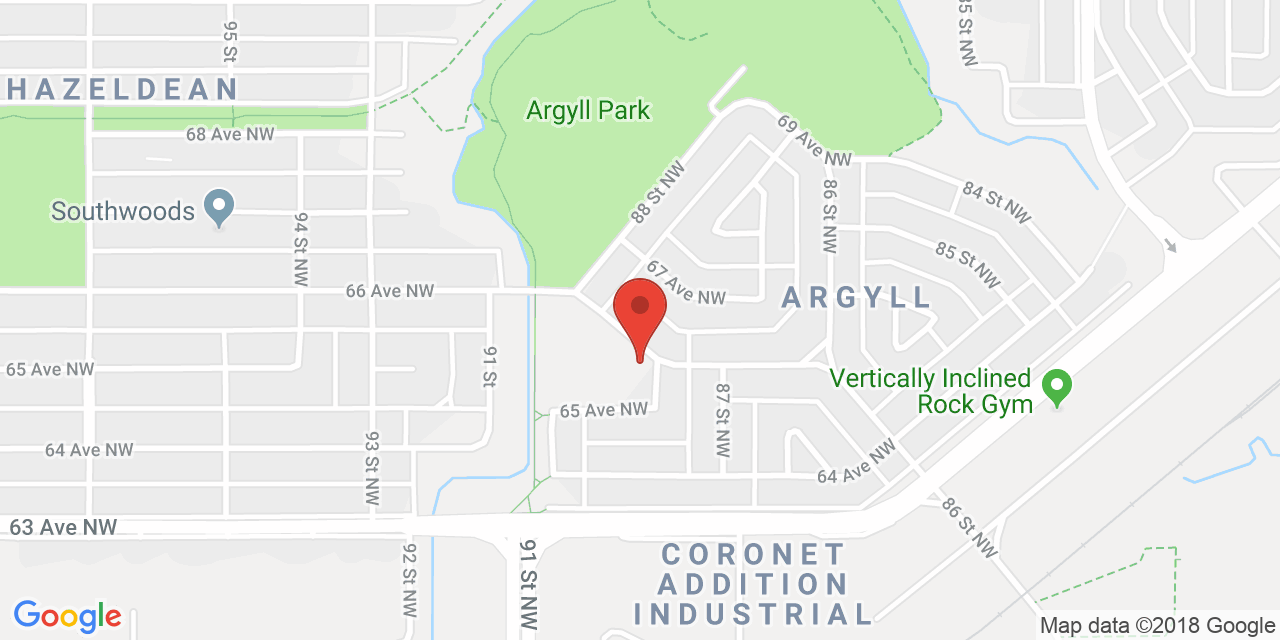 95 St
85 St NW
HAZELDEAN
Argyll Park
68 Ave NW
69 Ave NW
88 St NW
86 St NW
84 St NW
Southwoods
94 St NW
85 St NW
67 Ave NW
66 Ave NW
ARGYLL
65 Ave NW
91 St
Vertically Inclined
Rock Gym
87 St NW
65 Ave NW
64 Ave NW
93 St NW
64 Ave NW
63 Ave NW
86 St NW
92 St NW
91 St NW
CORONET
ADDITION
INDUSTRIAL
Google
Map data ©2018 Google